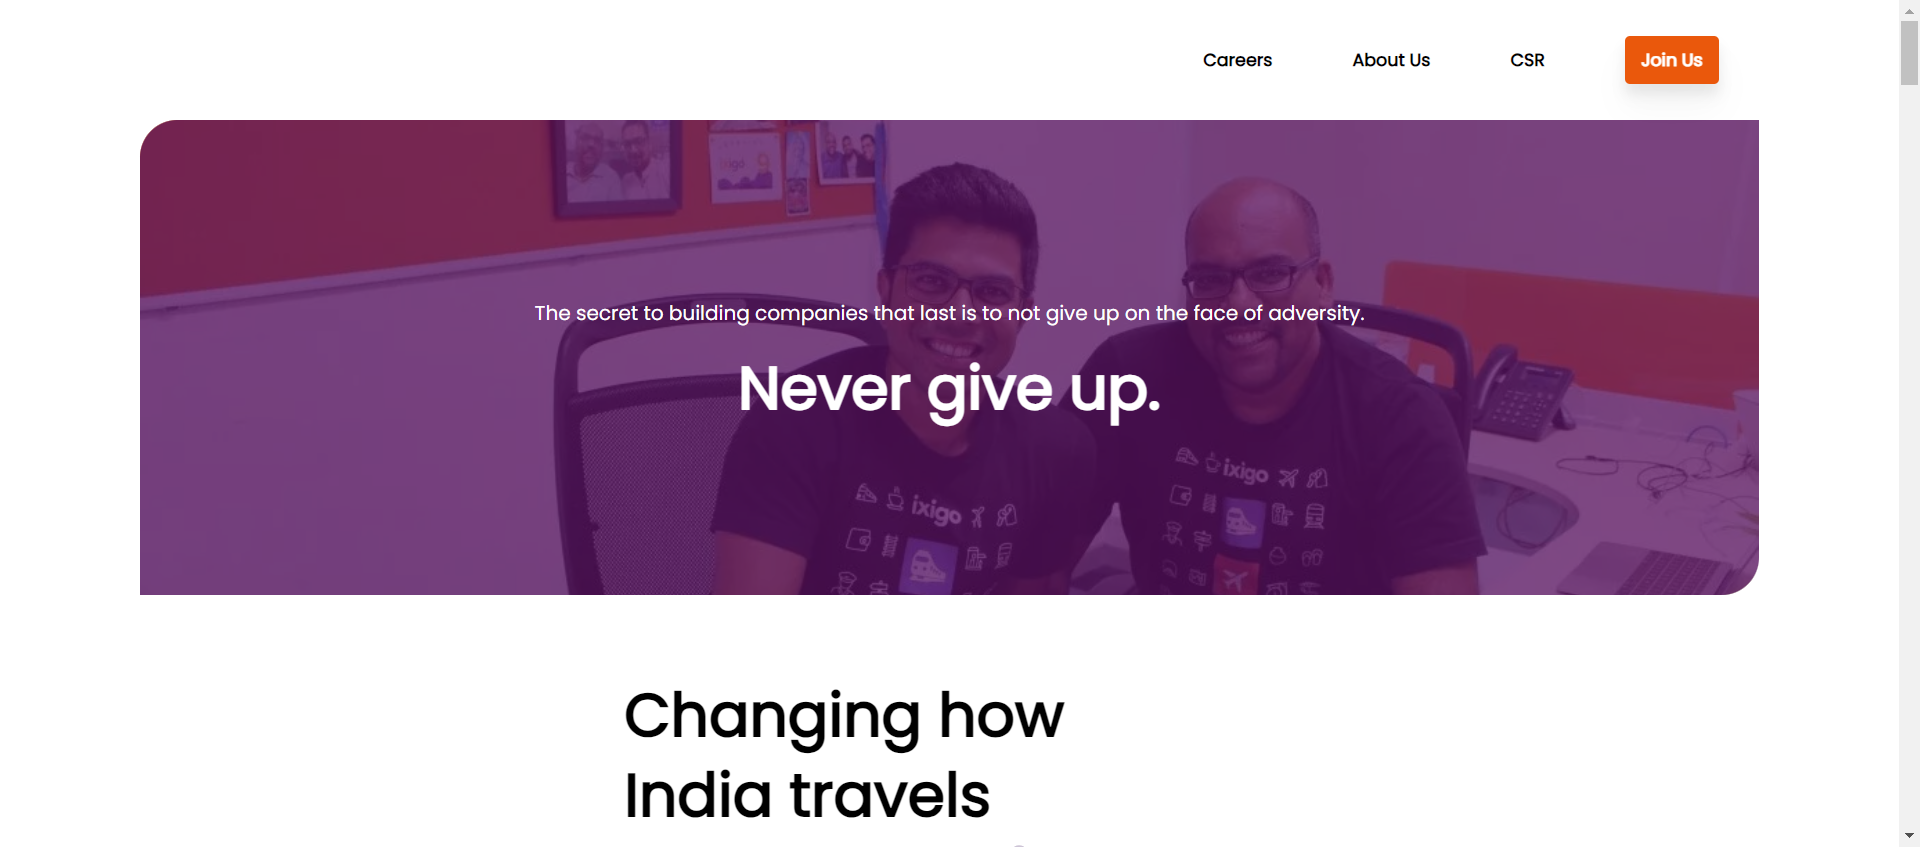 Careers
About Us
CSR
Join Us
ixigo
The secret to building companies that last is to not give up on the face of adversity.
Never give up.
ixigo
ixigo
Changing how
India travels